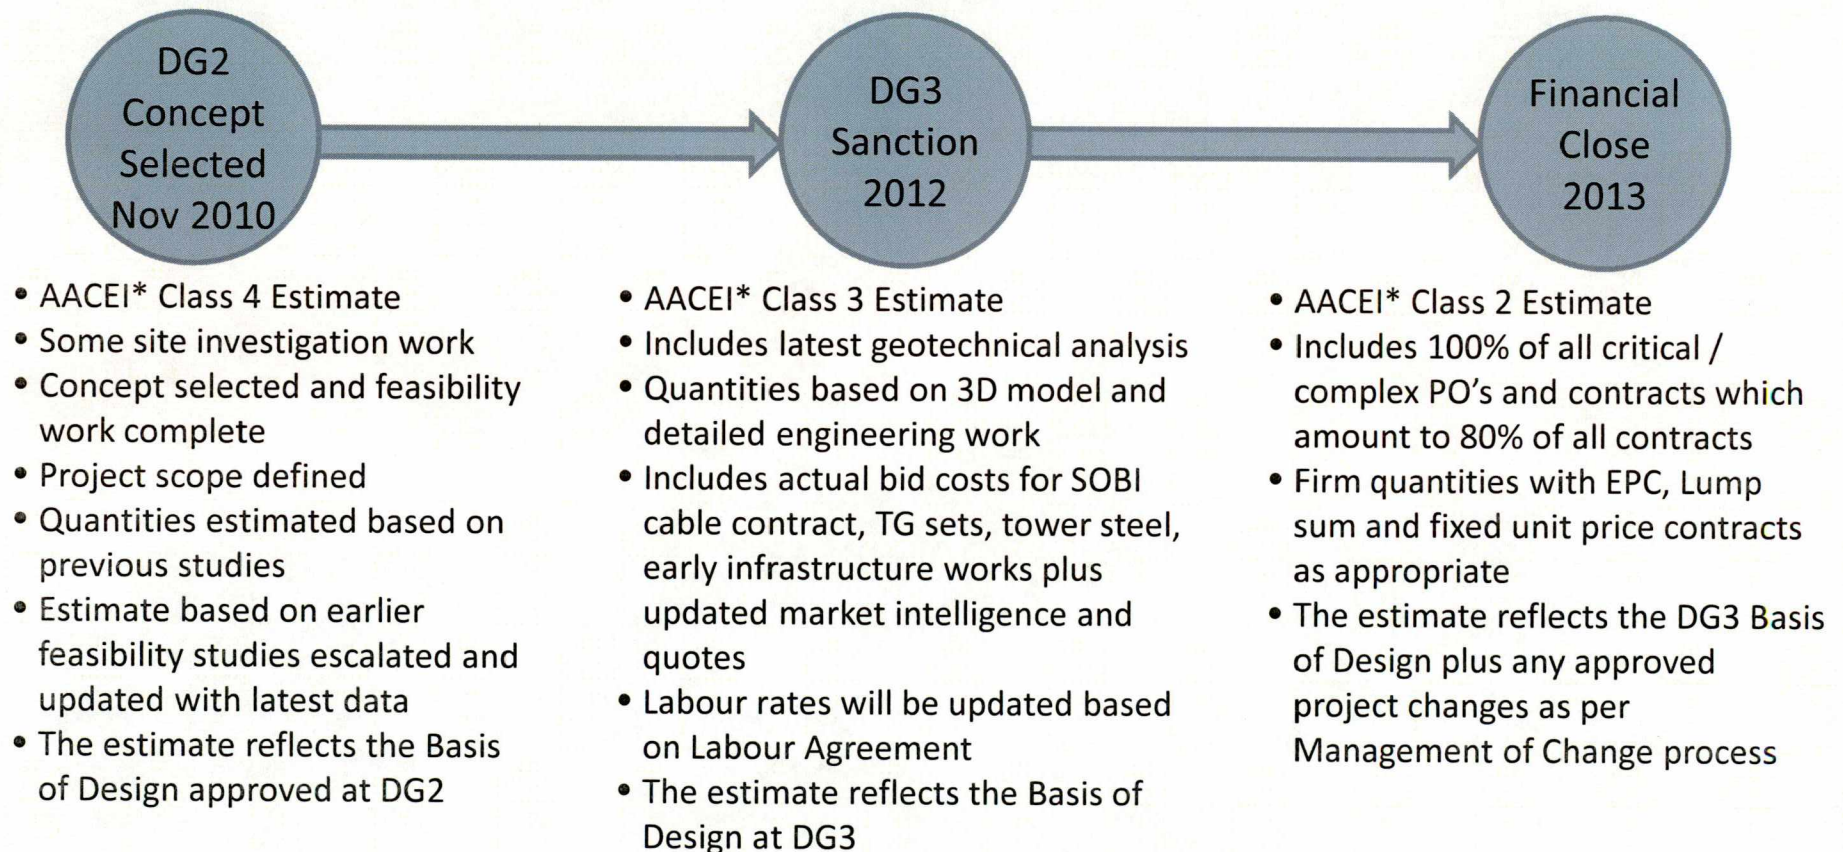 DG2
Concept
Selected
Nov 2010
DG3
Sanction
2012
Financial
Close
2013
• AACEI* Class 4 Estimate
• Some site investigation work
• Concept selected and feasibility
work complete
• Project scope defined
• Quantities estimated based on
previous studies
• Estimate based on earlier
feasibility studies escalated and
updated with latest data
• The estimate reflects the Basis
of Design approved at DG2
• AACEI* Class 3 Estimate
• Includes latest geotechnical analysis
• Quantities based on 3D model and
detailed engineering work
• Includes actual bid costs for SOBI
cable contract, TG sets, tower steel,
early infrastructure works plus
updated market intelligence and
quotes
• Labour rates will be updated based
on Labour Agreement
• The estimate reflects the Basis of
Design at DG3
• AACEI* Class 2 Estimate
• Includes 100% of all critical /
complex PO's and contracts which
amount to 80% of all contracts
• Firm quantities with EPC, Lump
sum and fixed unit price contracts
as appropriate
• The estimate reflects the DG3 Basis
of Design plus any approved
project changes as per
Management of Change process